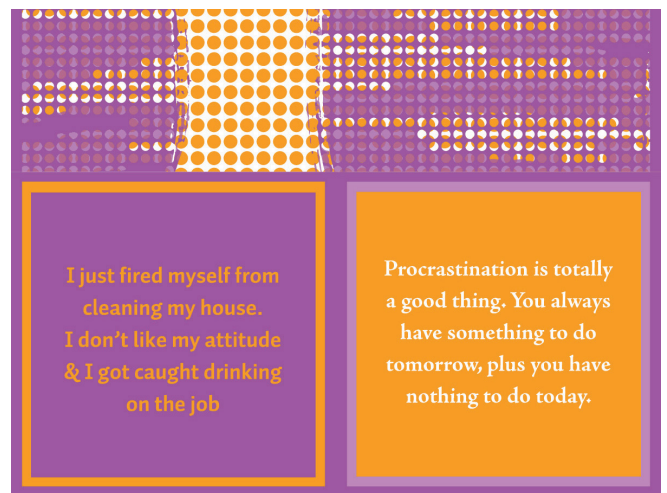 I just fired myself from
cleaning my house.
I don’t like my attitude
& I got caught drinking
on the job
Procrastination is totally
a good thing. You always
have something to do
tomorrow, plus you have
nothing to do today.